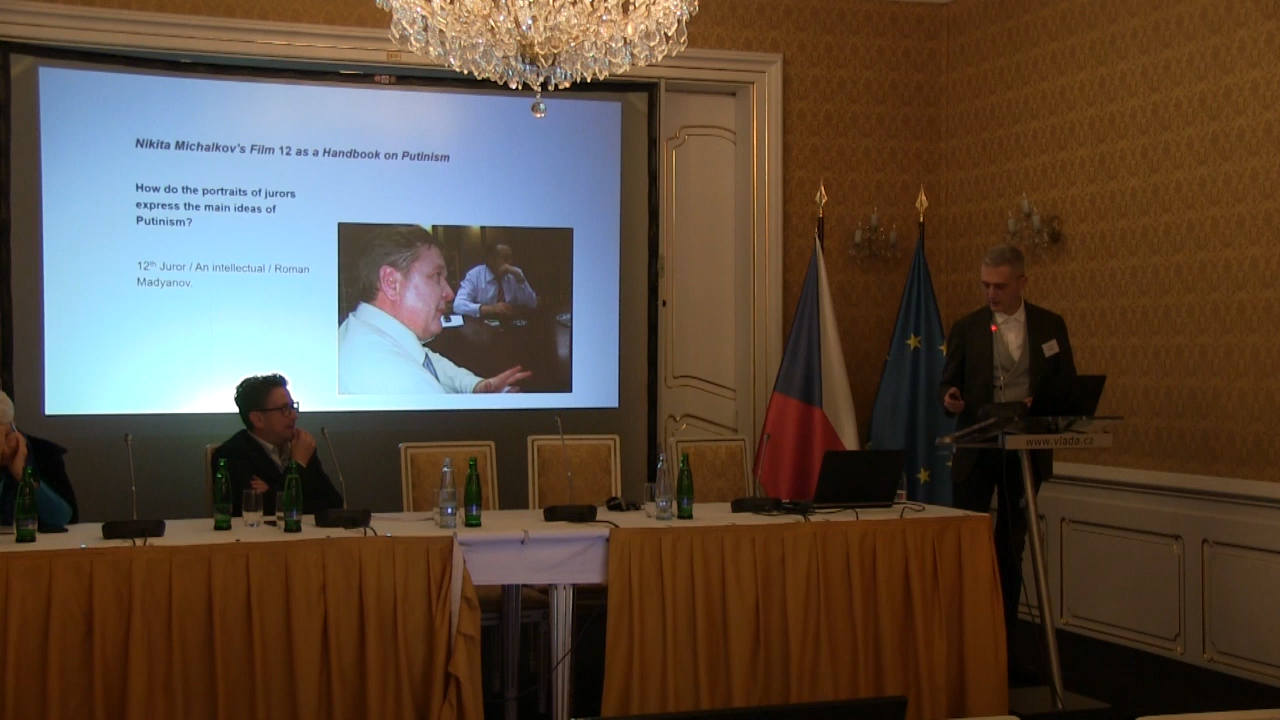 Nikita Michalkov's Film 12 as a Handbook on Putinism
How do the portraits of jurors
express the main ideas of
Putinism?
12th Juror / An intellectual / Roman
Madyanov.
www.vlada.cz